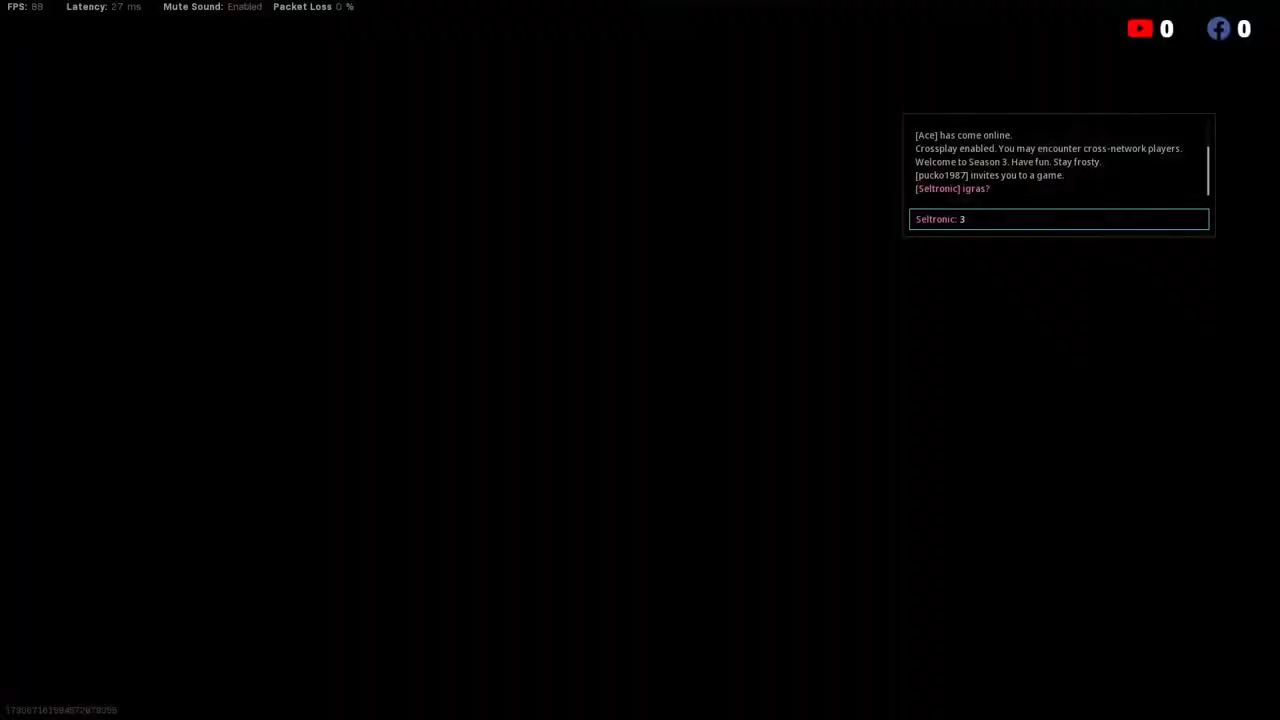 FPS: 88 Latency: 27 ms Mute Sound: Enabled Packet Loss 0 %
0 0
[Ace] has come online.
Crossplay enabled. You may encounter cross-network players.
Welcome to Season 3. Have fun. Stay frosty.
[pucko1987] invites you to a game.
[Seltronic] igras?
Seltronic: 3